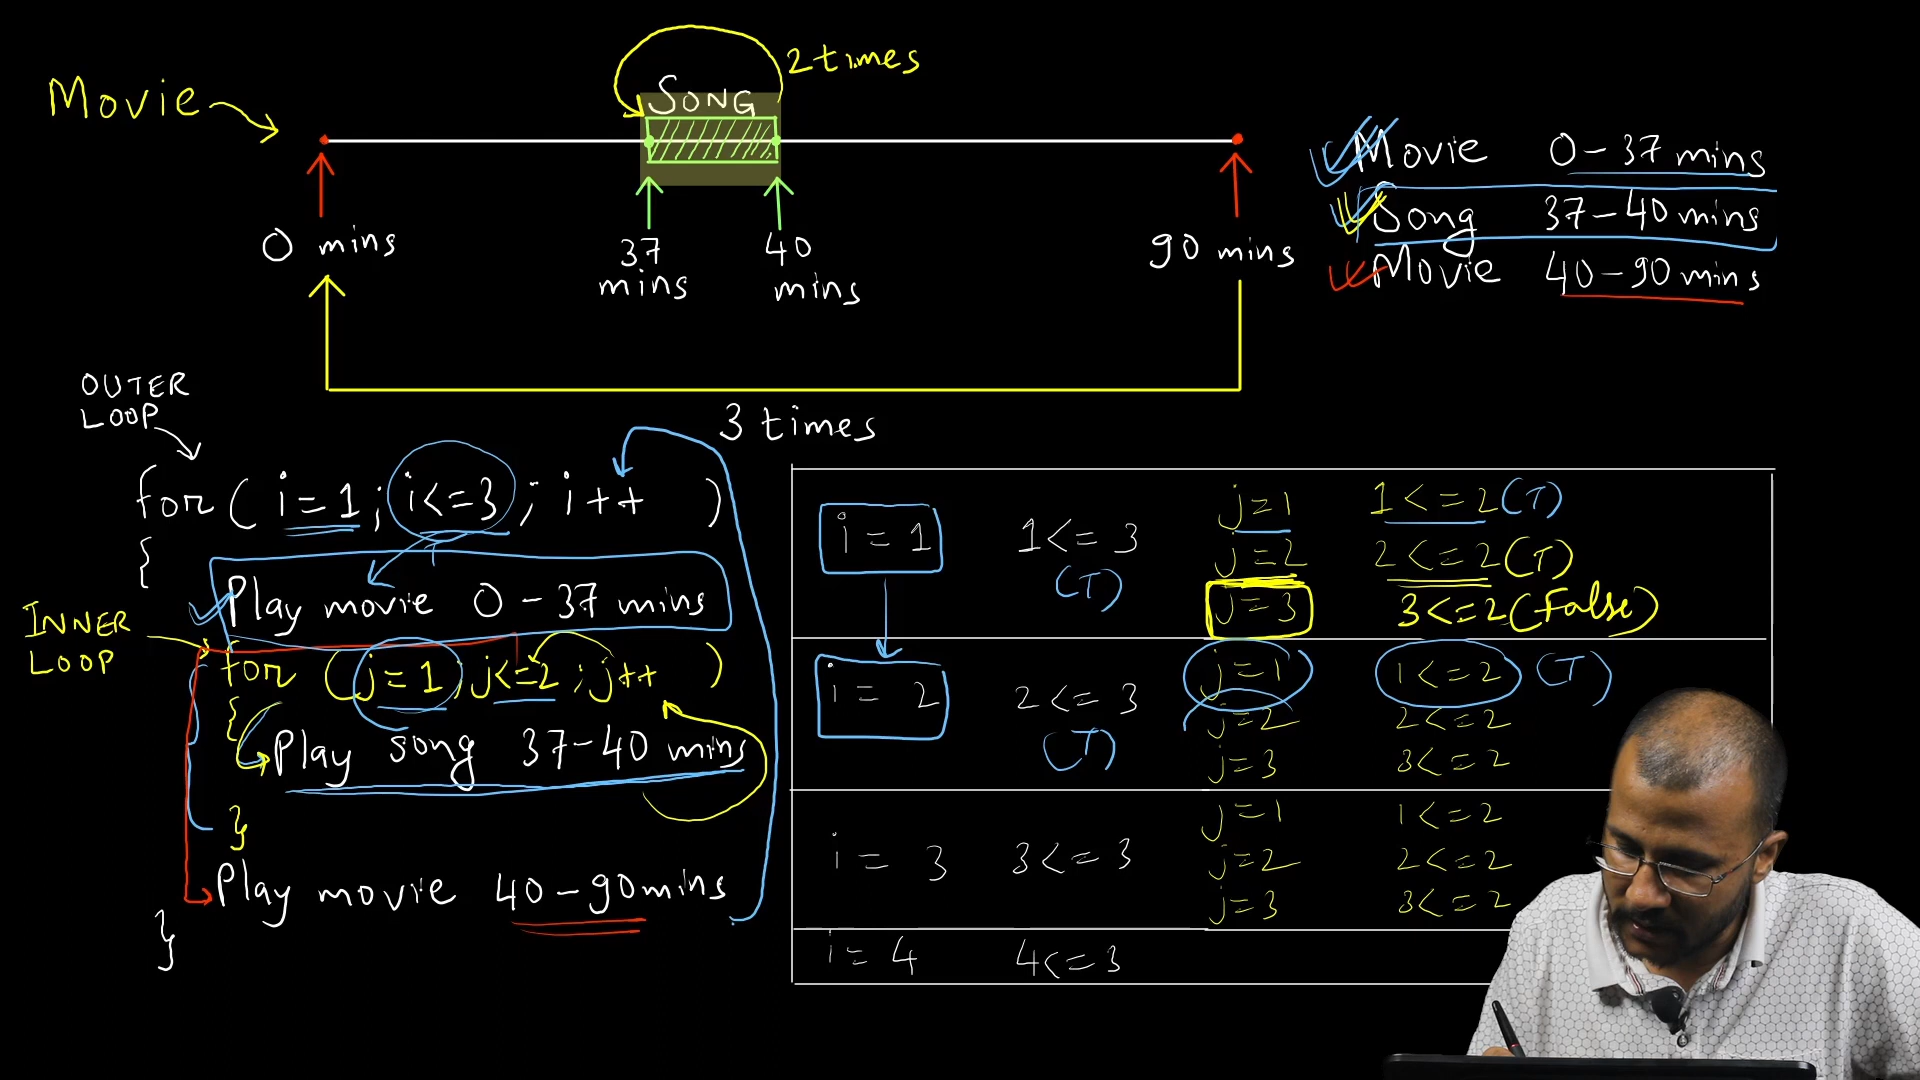 Movie
SONG
2 times
0 mins
37 mins
40 mins
90 mins
3 times
Movie 0-37 mins
Song 37-40 mins
Movie 40-90 mins
OUTER LOOP
for ( i=1; i<=3; i++ )
{
Play movie 0-37 mins
INNER LOOP
for (j=1; j<=2; j++ )
{
Play song 37-40 mins
}
Play movie 40-90mins
}
i = 1 1<= 3 (T)
j=1 1<=2(T)
j=2 2<=2(T)
j=3 3<=2(False)
i = 2 2<=3 (T)
j=1 1<=2 (T)
j=2 2<=2
j=3 3<=2
i = 3 3<=3
j=1 1<=2
j=2 2<=2
j=3 3<=2
i = 4 4<=3